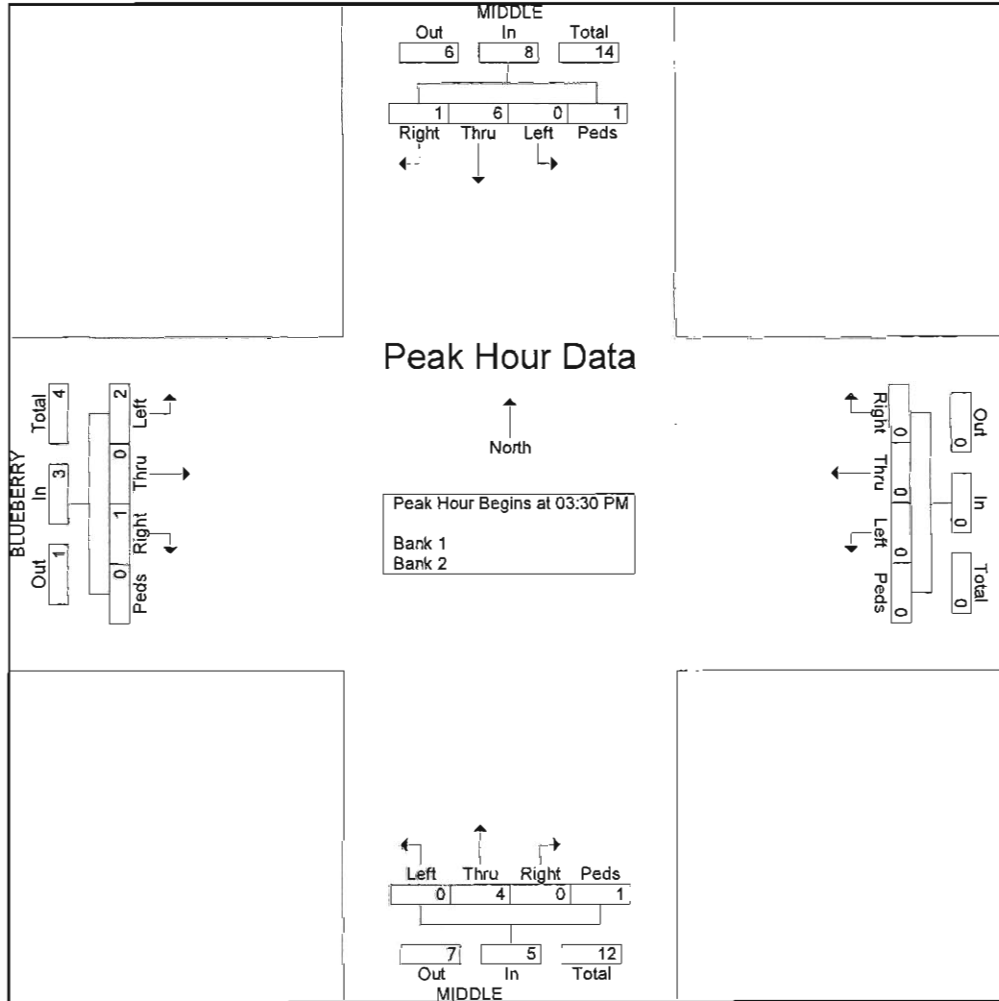 MIDDLE
Out In Total
6 8 14
1 6 0 1
Right Thru Left Peds
Peak Hour Data
North
Peak Hour Begins at 03:30 PM
Bank 1
Bank 2
BLUEBERRY
Total In Out
4 3 1
2 0 1 0
Left Thru Right Peds
Right Thru Left Peds
0 0 0 0
Out In Total
0 0 0
Left Thru Right Peds
0 4 0 1
7 5 12
Out In Total
MIDDLE